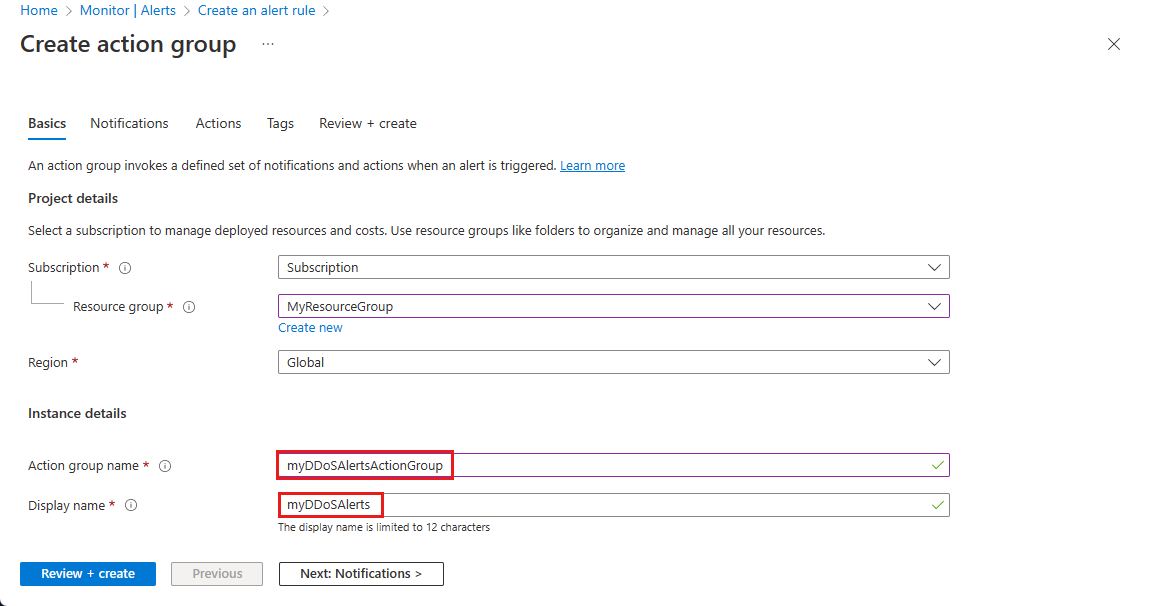 Home > Monitor | Alerts > Create an alert rule >
Create action group ...
Basics Notifications Actions Tags Review + create
An action group invokes a defined set of notifications and actions when an alert is triggered. Learn more
Project details
Select a subscription to manage deployed resources and costs. Use resource groups like folders to organize and manage all your resources.
Subscription * Subscription
Resource group * MyResourceGroup
Create new
Region * Global
Instance details
Action group name * myDDoSAlertsActionGroup
Display name * myDDoSAlerts
The display name is limited to 12 characters
Review + create Previous Next: Notifications >